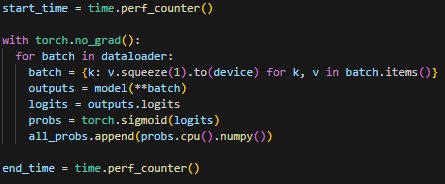 start_time = time.perf_counter()
with torch.no_grad():
for batch in dataloader:
batch = {k: v.squeeze(1).to(device) for k, v in batch.items()}
outputs = model(**batch)
logits = outputs.logits
probs = torch.sigmoid(logits)
all_probs.append(probs.cpu().numpy())
end_time = time.perf_counter()